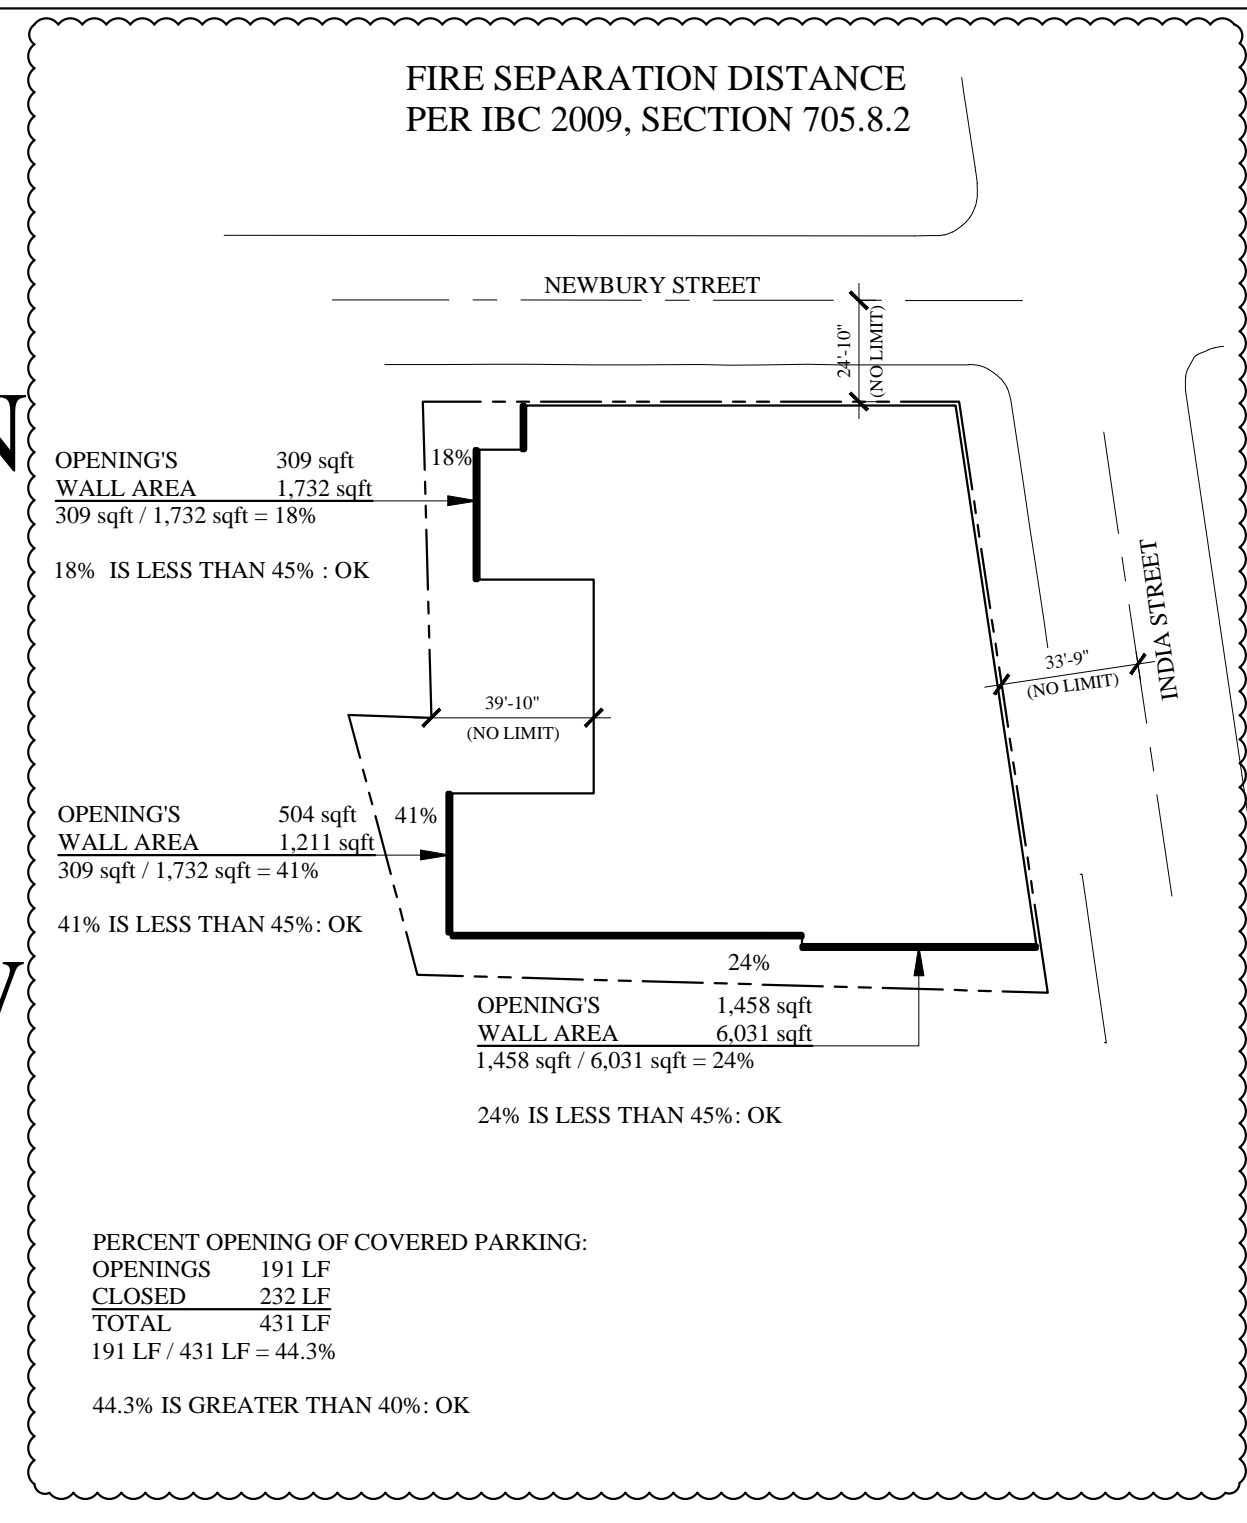 FIRE SEPARATION DISTANCE
PER IBC 2009, SECTION 705.8.2
NEWBURY STREET
24'-10"
(NO LIMIT)
N
OPENING'S 309 sqft
WALL AREA 1,732 sqft
309 sqft / 1,732 sqft = 18%
18% IS LESS THAN 45% : OK
18%
INDIA STREET
33'-9"
(NO LIMIT)
39'-10"
(NO LIMIT)
OPENING'S 504 sqft
WALL AREA 1,211 sqft
309 sqft / 1,732 sqft = 41%
41% IS LESS THAN 45%: OK
41%
24%
OPENING'S 1,458 sqft
WALL AREA 6,031 sqft
1,458 sqft / 6,031 sqft = 24%
24% IS LESS THAN 45%: OK
PERCENT OPENING OF COVERED PARKING:
OPENINGS 191 LF
CLOSED 232 LF
TOTAL 431 LF
191 LF / 431 LF = 44.3%
44.3% IS GREATER THAN 40%: OK